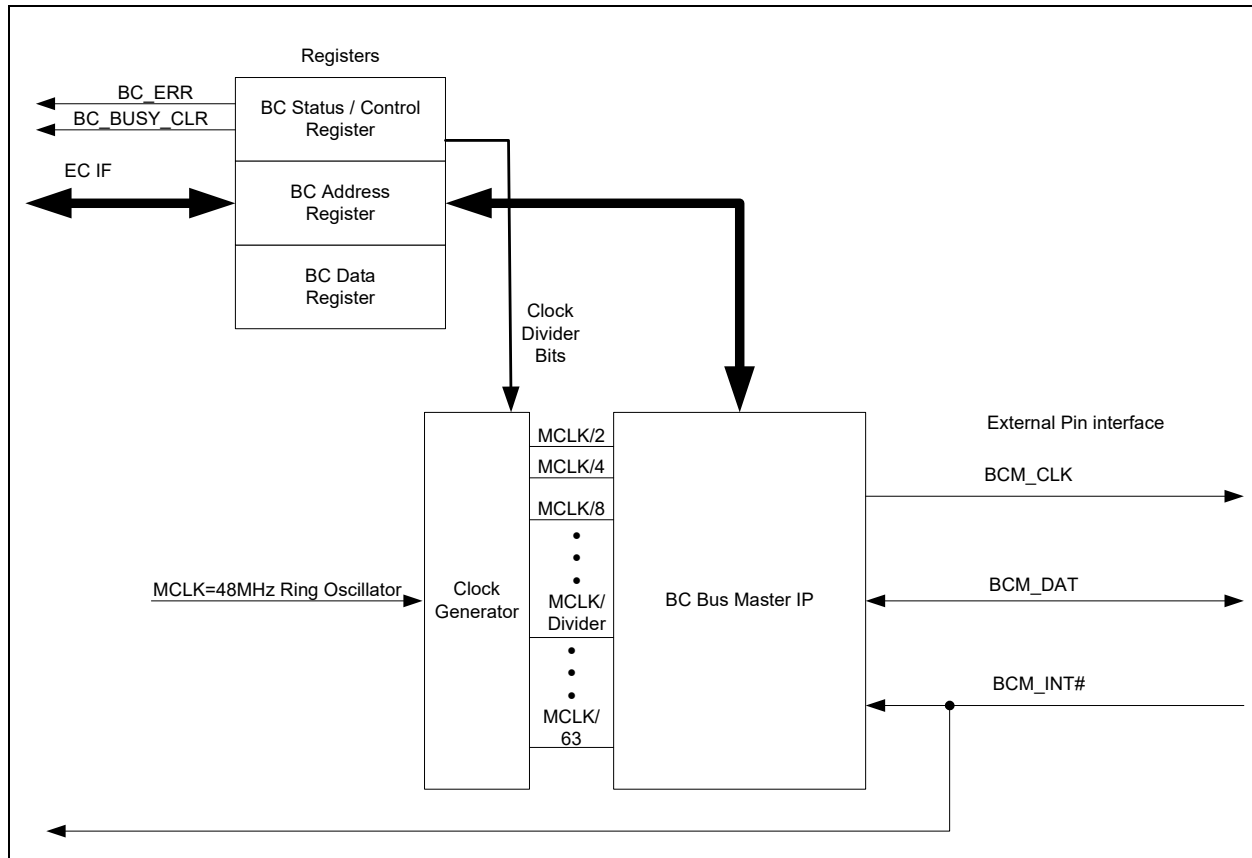 Registers
BC_ERR
BC_BUSY_CLR
BC Status / Control
Register
EC IF
BC Address
Register
BC Data
Register
Clock
Divider
Bits
MCLK/2
MCLK/4
MCLK/8
MCLK/
Divider
MCLK/
63
MCLK=48MHz Ring Oscillator
Clock
Generator
BC Bus Master IP
External Pin interface
BCM_CLK
BCM_DAT
BCM_INT#